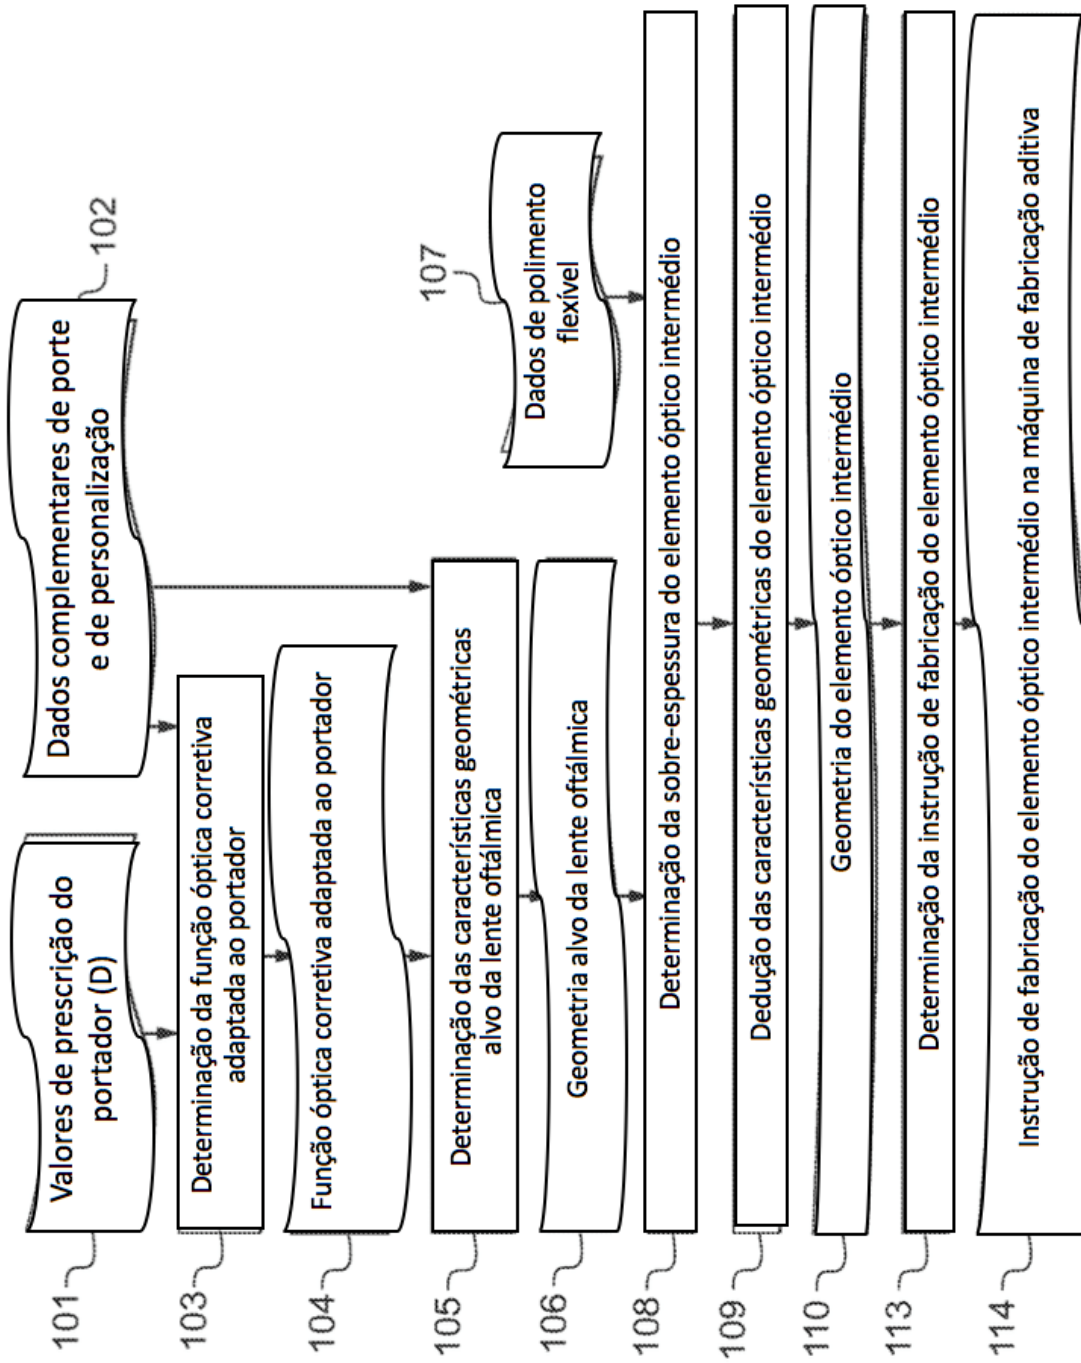 101
Valores de prescrição do
portador (D)
102
Dados complementares de porte
e de personalização
103
Determinação da função óptica corretiva
adaptada ao portador
104
Função óptica corretiva adaptada ao portador
105
Determinação das características geométricas
alvo da lente oftálmica
106
Geometria alvo da lente oftálmica
107
Dados de polimento
flexível
108
Determinação da sobre-espessura do elemento óptico intermédio
109
Dedução das características geométricas do elemento óptico intermédio
110
Geometria do elemento óptico intermédio
113
Determinação da instrução de fabricação do elemento óptico intermédio
114
Instrução de fabricação do elemento óptico intermédio na máquina de fabricação aditiva